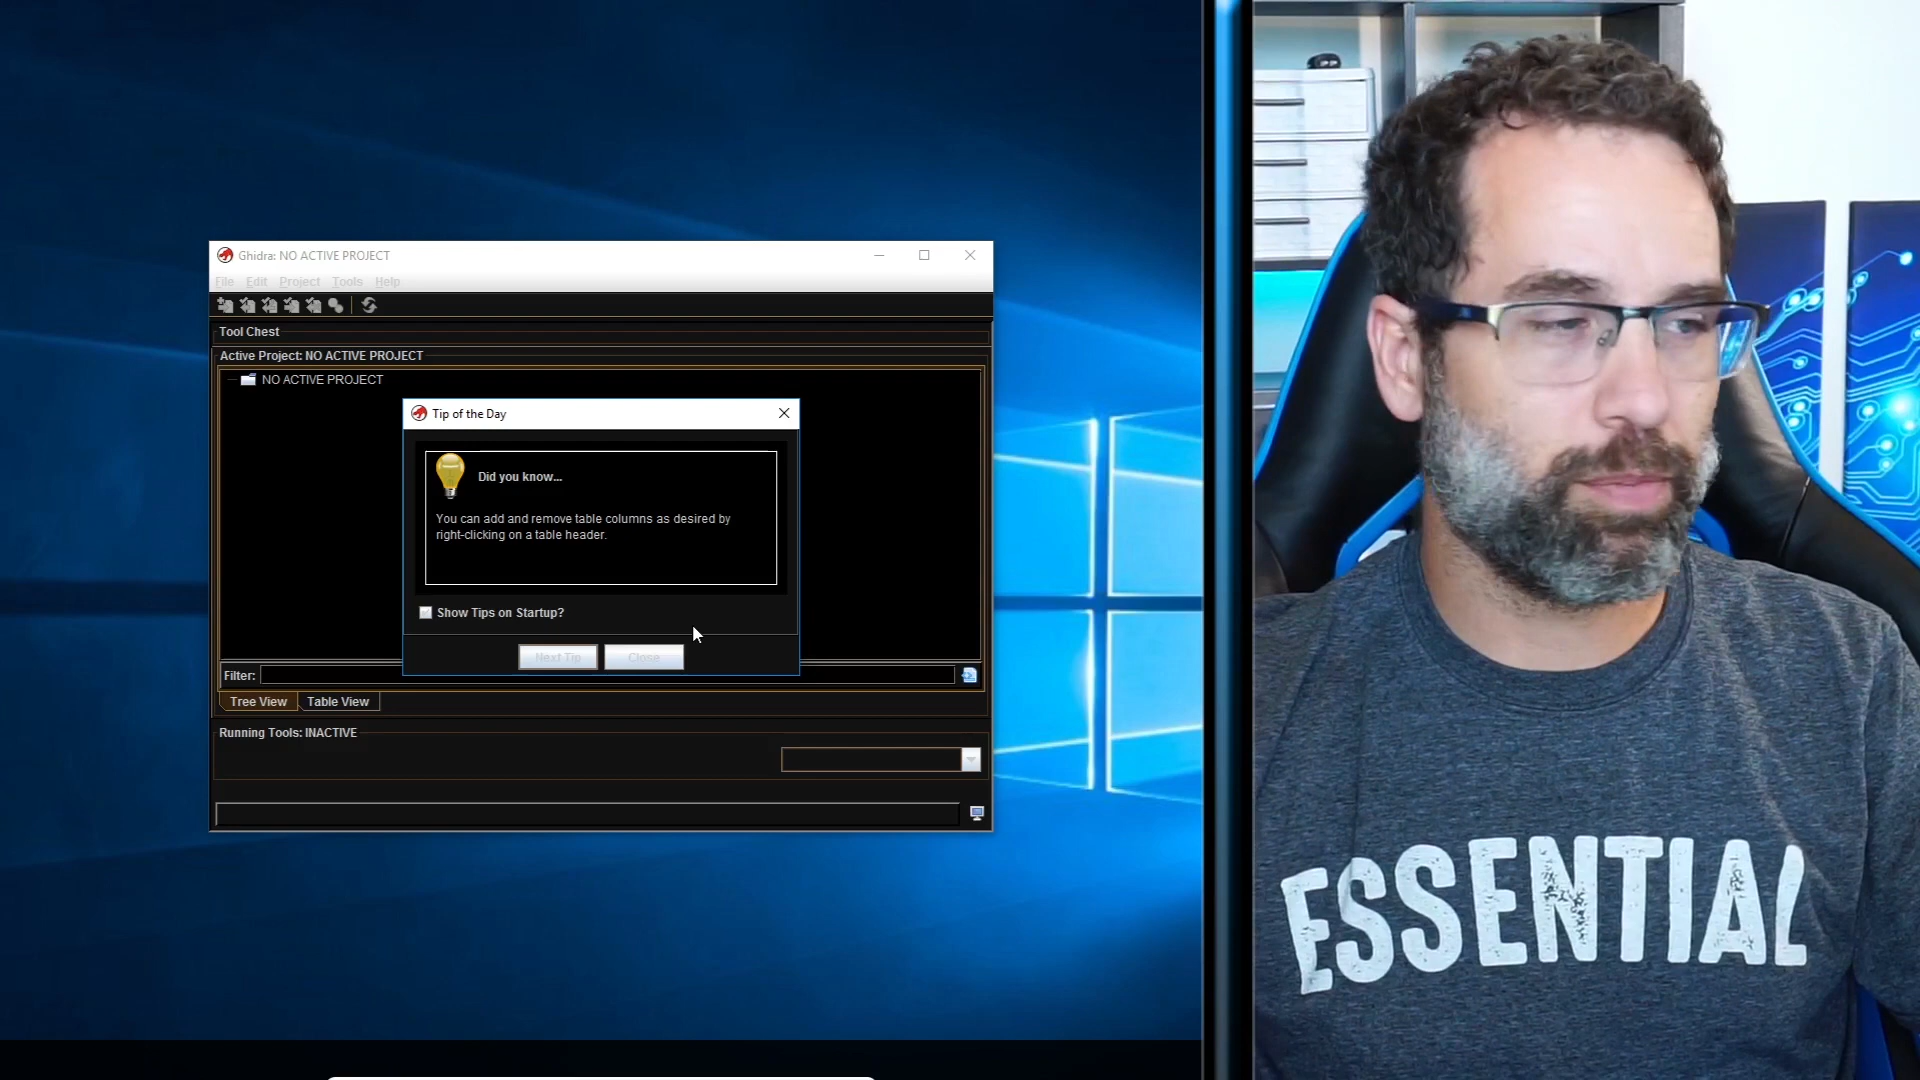 Ghidra: NO ACTIVE PROJECT
File Edit Project Tools Help
Tool Chest
Active Project: NO ACTIVE PROJECT
NO ACTIVE PROJECT
Tip of the Day
Did you know...
You can add and remove table columns as desired by
right-clicking on a table header.
Show Tips on Startup?
Next Tip Close
Filter:
Tree View Table View
Running Tools: INACTIVE
ESSENTIAL